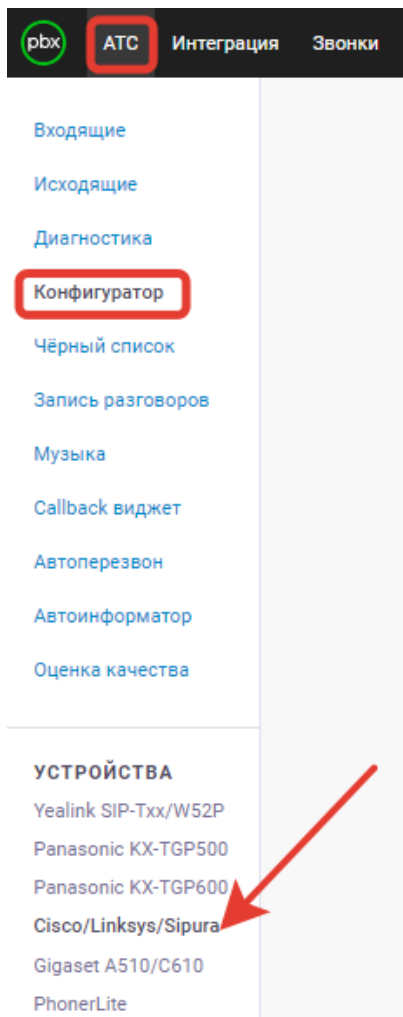 pbx АТС Интеграция Звонки
Входящие
Исходящие
Диагностика
Конфигуратор
Чёрный список
Запись разговоров
Музыка
Callback виджет
Автоперезвон
Автоинформатор
Оценка качества
УСТРОЙСТВА
Yealink SIP-Txx/W52P
Panasonic KX-TGP500
Panasonic KX-TGP600
Cisco/Linksys/Sipura
Gigaset A510/C610
PhonerLite